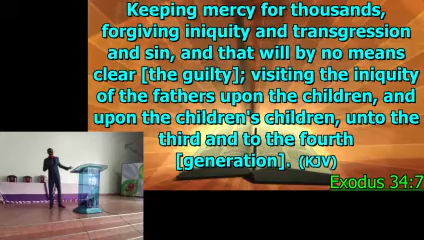 Keeping mercy for thousands,
forgiving iniquity and transgression
and sin, and that will by no means
clear [the guilty]; visiting the iniquity
of the fathers upon the children, and
upon the children's children, unto the
third and to the fourth
[generation]. (KJV)
Exodus 34:7